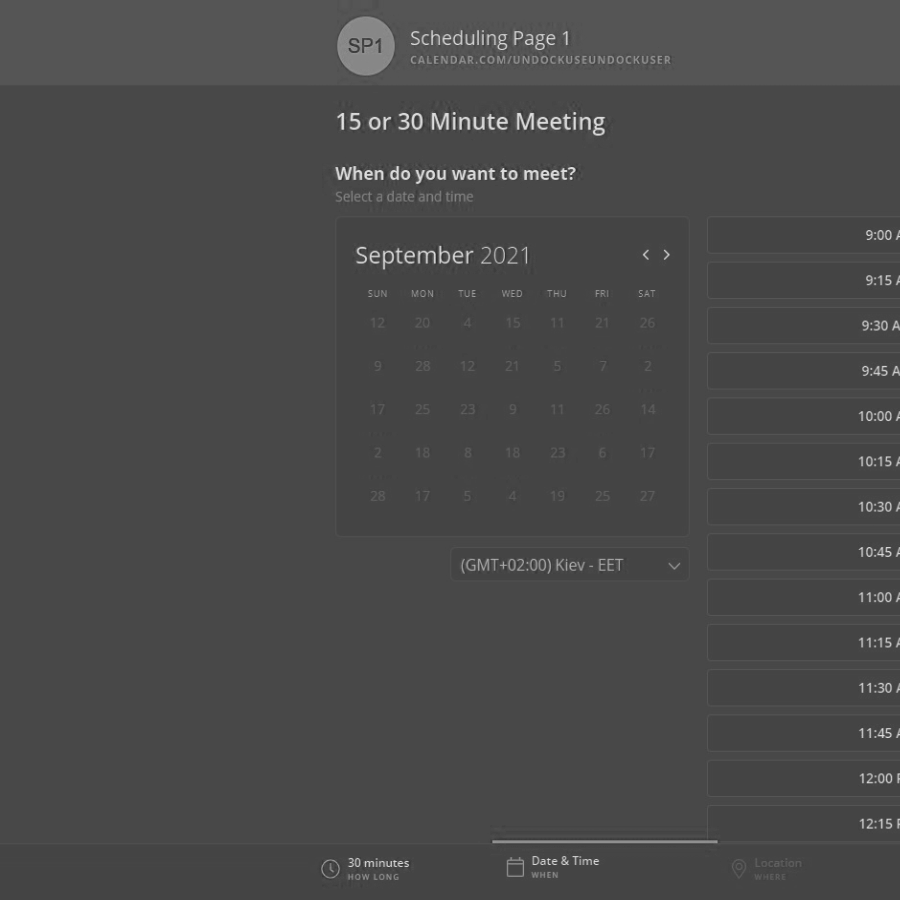 SP1
Scheduling Page 1
CALENDAR.COM/UNDOCKUSEUNDOCKUSER
15 or 30 Minute Meeting
When do you want to meet?
Select a date and time
September 2021
SUN MON TUE WED THU FRI SAT
12 20 4 15 11 21 26
9 28 12 21 5 7 2
17 25 23 9 11 26 14
2 18 8 18 23 6 17
28 17 5 4 19 25 27
(GMT+02:00) Kiev - EET
9:00 A
9:15 A
9:30 A
9:45 A
10:00 A
10:15 A
10:30 A
10:45 A
11:00 A
11:15 A
11:30 A
11:45 A
12:00 P
12:15 P
30 minutes
HOW LONG
Date & Time
WHEN
Location
WHERE